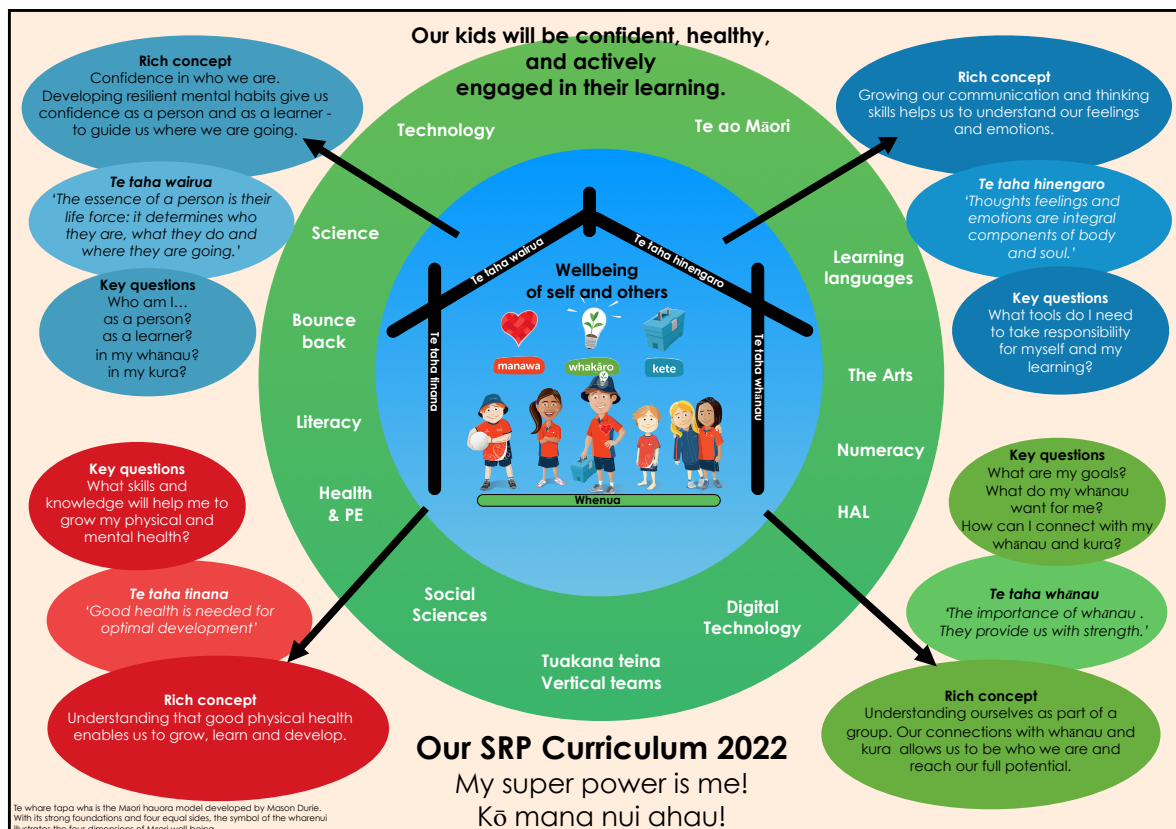 Our kids will be confident, healthy,
and actively
engaged in their learning.
Rich concept
Confidence in who we are.
Developing resilient mental habits give us
confidence as a person and as a learner -
to guide us where we are going.
Te taha wairua
‘The essence of a person is their
life force: it determines who
they are, what they do and
where they are going.’
Key questions
Who am I…
as a person?
as a learner?
in my whānau?
in my kura?
Rich concept
Growing our communication and thinking
skills helps us to understand our feelings
and emotions.
Te taha hinengaro
‘Thoughts feelings and
emotions are integral
components of body
and soul.’
Key questions
What tools do I need
to take responsibility
for myself and my
learning?
Technology
Te ao Māori
Science
Learning
languages
Bounce
back
The Arts
Literacy
Numeracy
Health
& PE
HAL
Social
Sciences
Digital
Technology
Tuakana teina
Vertical teams
Te taha wairua
Te taha hinengaro
Te taha tinana
Te taha whānau
Wellbeing
of self and others
manawa
whakāro
kete
Whenua
Key questions
What skills and
knowledge will help me to
grow my physical and
mental health?
Te taha tinana
‘Good health is needed for
optimal development’
Rich concept
Understanding that good physical health
enables us to grow, learn and develop.
Key questions
What are my goals?
What do my whānau
want for me?
How can I connect with my
whānau and kura?
Te taha whānau
‘The importance of whānau .
They provide us with strength.’
Rich concept
Understanding ourselves as part of a
group. Our connections with whānau and
kura allows us to be who we are and
reach our full potential.
Our SRP Curriculum 2022
My super power is me!
Kō mana nui ahau!
Te whare tapa whā is the Māori hauora model developed by Mason Durie.
With its strong foundations and four equal sides, the symbol of the wharenui
illustrates the four dimensions of Māori well-being.